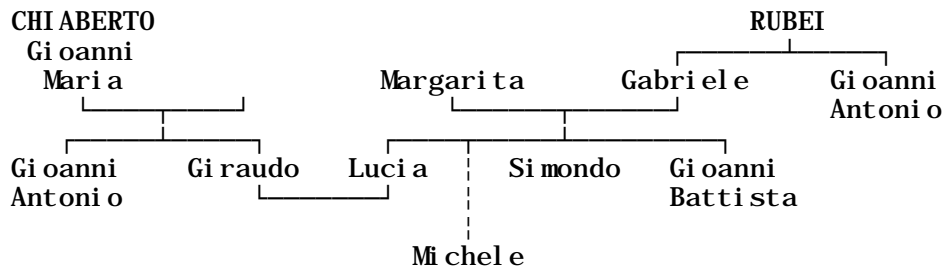 CHIABERTO RUBEI
Gioanni
Maria Margarita Gabriele Gioanni
Antonio
Gioanni Giraudo Lucia Simondo Gioanni
Antonio Battista
Michele